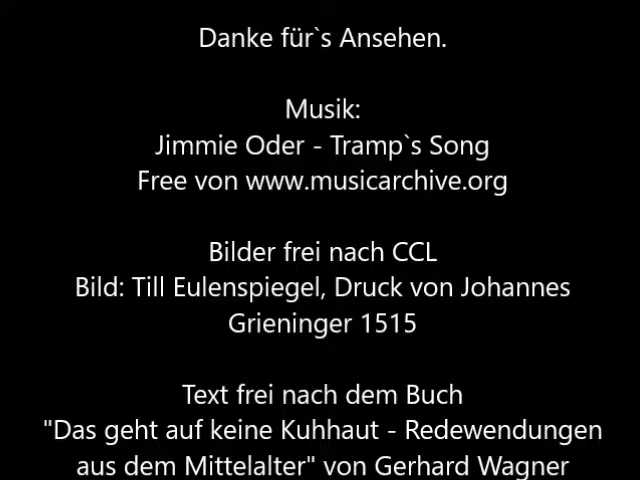 Danke für`s Ansehen.
Musik:
Jimmie Oder - Tramp`s Song
Free von www.musicarchive.org
Bilder frei nach CCL
Bild: Till Eulenspiegel, Druck von Johannes
Grieninger 1515
Text frei nach dem Buch
"Das geht auf keine Kuhhaut - Redewendungen
aus dem Mittelalter" von Gerhard Wagner